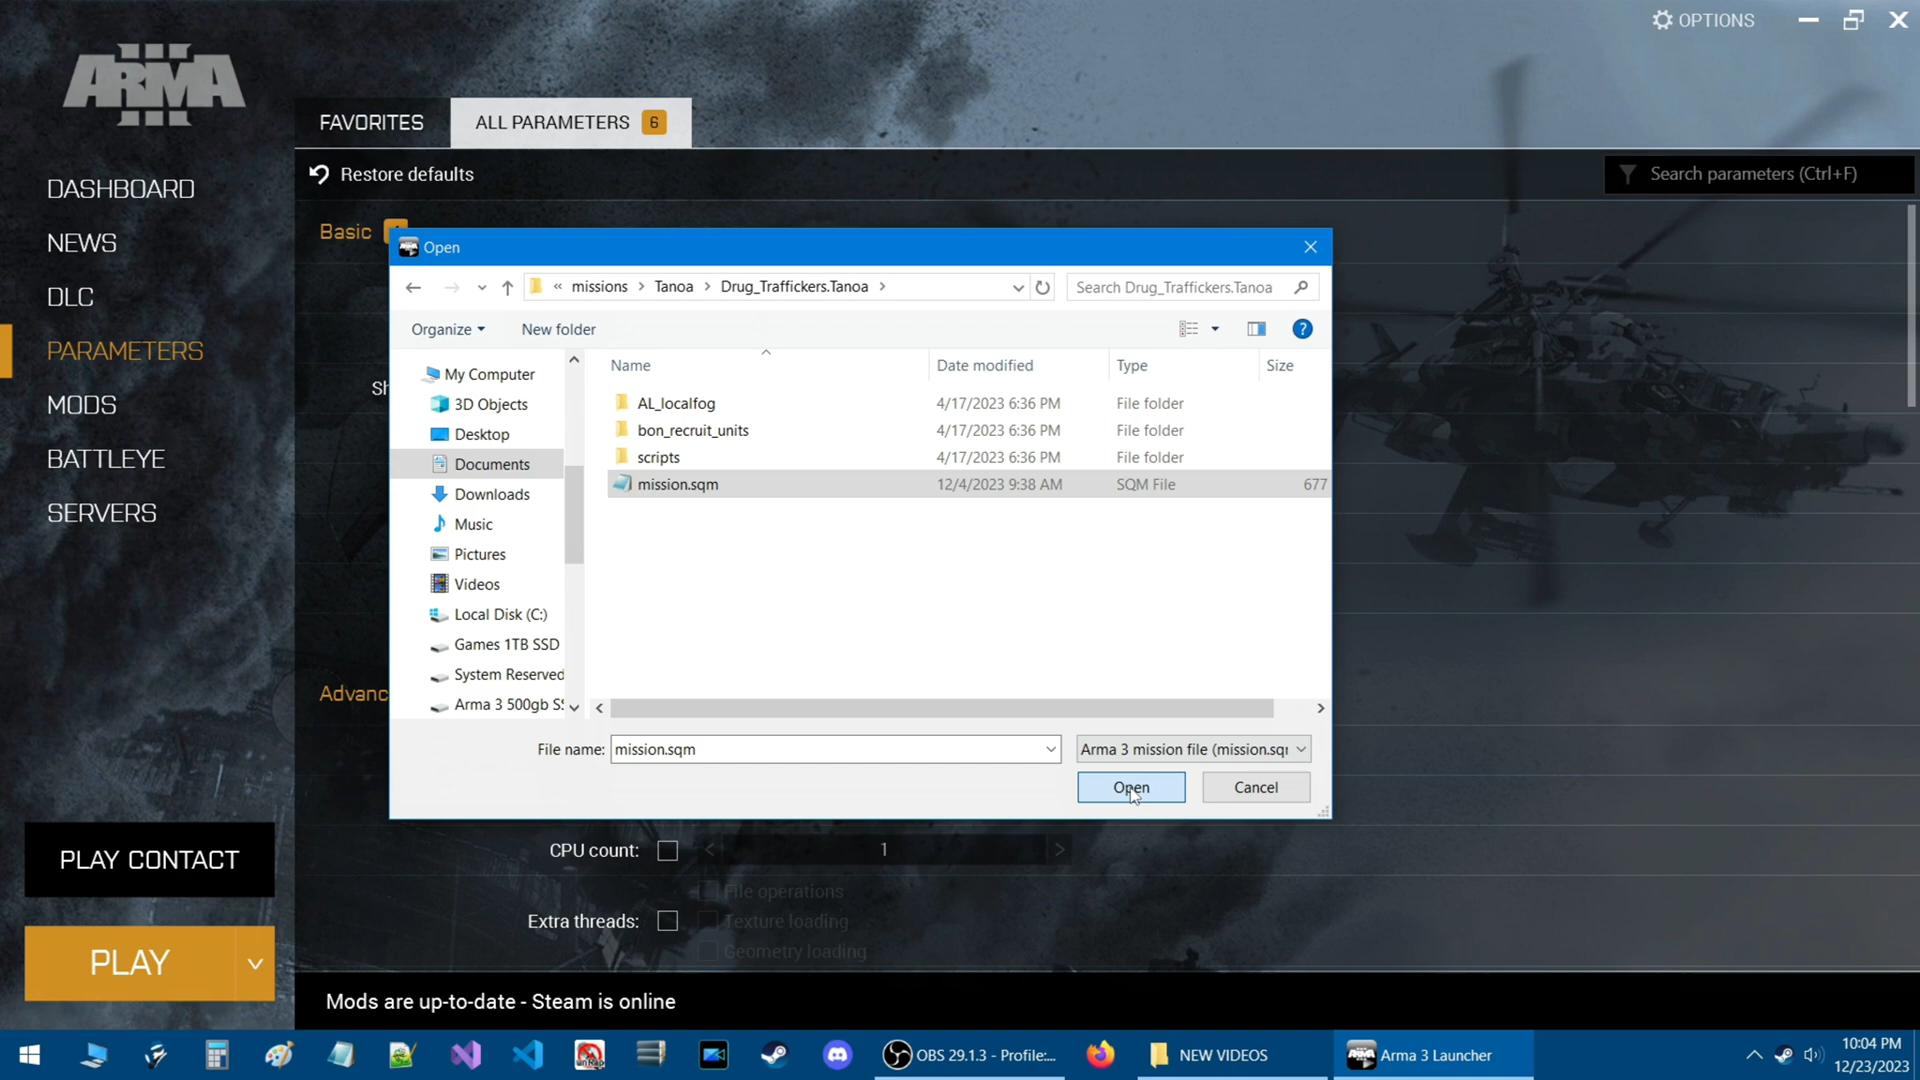 OPTIONS
ARMA
III
FAVORITES
ALL PARAMETERS 6
Restore defaults
Search parameters (Ctrl+F)
DASHBOARD
NEWS
DLC
PARAMETERS
MODS
BATTLEYE
SERVERS
Basic
Sh
Advanc
Open
« missions > Tanoa > Drug_Traffickers.Tanoa >
Search Drug_Traffickers.Tanoa
Organize
New folder
Name
Date modified
Type
Size
My Computer
3D Objects
Desktop
Documents
Downloads
Music
Pictures
Videos
Local Disk (C:)
Games 1TB SSD
System Reserved
Arma 3 500gb SS
AL_localfog 4/17/2023 6:36 PM File folder
bon_recruit_units 4/17/2023 6:36 PM File folder
scripts 4/17/2023 6:36 PM File folder
mission.sqm 12/4/2023 9:38 AM SQM File 677
File name: mission.sqm
Arma 3 mission file (mission.sqm
Open
Cancel
CPU count: 1
File operations
Extra threads:
Texture loading
Geometry loading
PLAY CONTACT
PLAY
Mods are up-to-date - Steam is online
OBS 29.1.3 - Profile:...
NEW VIDEOS
Arma 3 Launcher
10:04 PM
12/23/2023